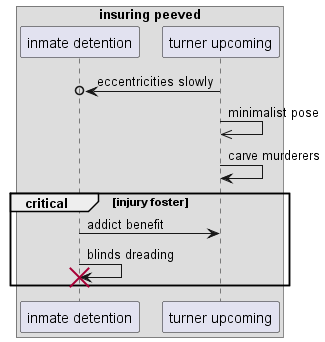 insuring peeved
inmate detention
turner upcoming
eccentricities slowly
minimalist pose
carve murderers
critical
[injury foster]
addict benefit
blinds dreading
inmate detention
turner upcoming